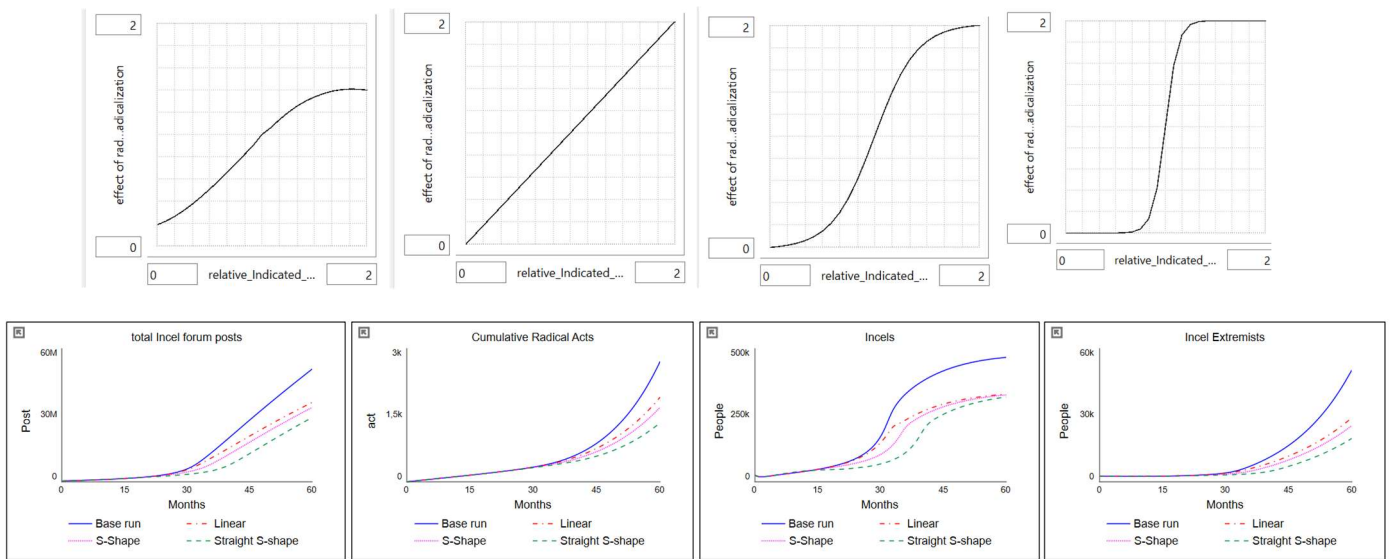 2
effect of rad...adicalization
0
0 relative_Indicated_... 2
2
effect of rad...adicalization
0
0 relative_Indicated_... 2
2
effect of rad...adicalization
0
0 relative_Indicated_... 2
2
effect of rad...adicalization
0
0 relative_Indicated_... 2
total Incel forum posts
60M
Post
30M
0
0 15 30 45 60
Months
Base run Linear
S-Shape Straight S-shape
Cumulative Radical Acts
3k
act
1,5k
0
0 15 30 45 60
Months
Base run Linear
S-Shape Straight S-shape
Incels
500k
People
250k
0
0 15 30 45 60
Months
Base run Linear
S-Shape Straight S-shape
Incel Extremists
60k
People
30k
0
0 15 30 45 60
Months
Base run Linear
S-Shape Straight S-shape